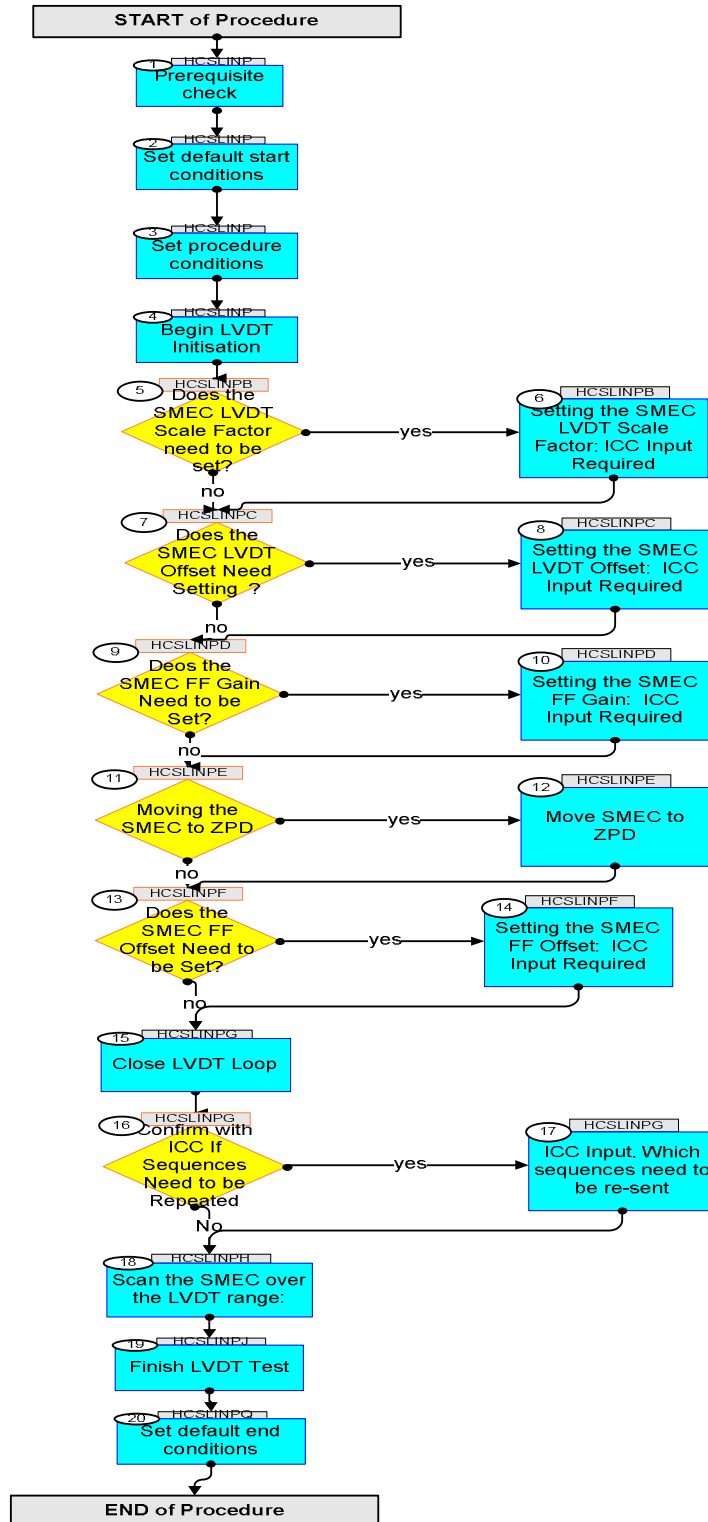 START of Procedure
HCSLINP
1
Prerequisite
check
HCSLINP
2
Set default start
conditions
HCSLINP
3
Set procedure
conditions
HCSLINP
4
Begin LVDT
Initisation
HCSLINPB
5
Does the
SMEC LVDT
Scale Factor
need to be
set?
yes
no
HCSLINPB
6
Setting the SMEC
LVDT Scale
Factor: ICC Input
Required
HCSLINPC
7
Does the
SMEC LVDT
Offset Need
Setting ?
yes
no
HCSLINPC
8
Setting the SMEC
LVDT Offset: ICC
Input Required
HCSLINPD
9
Deos the
SMEC FF Gain
Need to be
Set?
yes
no
HCSLINPD
10
Setting the SMEC
FF Gain: ICC
Input Required
HCSLINPE
11
Moving the
SMEC to ZPD
yes
no
HCSLINPE
12
Move SMEC to
ZPD
HCSLINPF
13
Does the
SMEC FF
Offset Need to
be Set?
yes
no
HCSLINPF
14
Setting the SMEC
FF Offset: ICC
Input Required
HCSLINPG
15
Close LVDT Loop
HCSLINPG
16
Confirm with
ICC If
Sequences
Need to be
Repeated
yes
No
HCSLINPG
17
ICC Input, Which
sequences need to
be re-sent
HCSLINPH
18
Scan the SMEC over
the LVDT range:
HCSLINPJ
19
Finish LVDT Test
HCSLINPQ
20
Set default end
conditions
END of Procedure